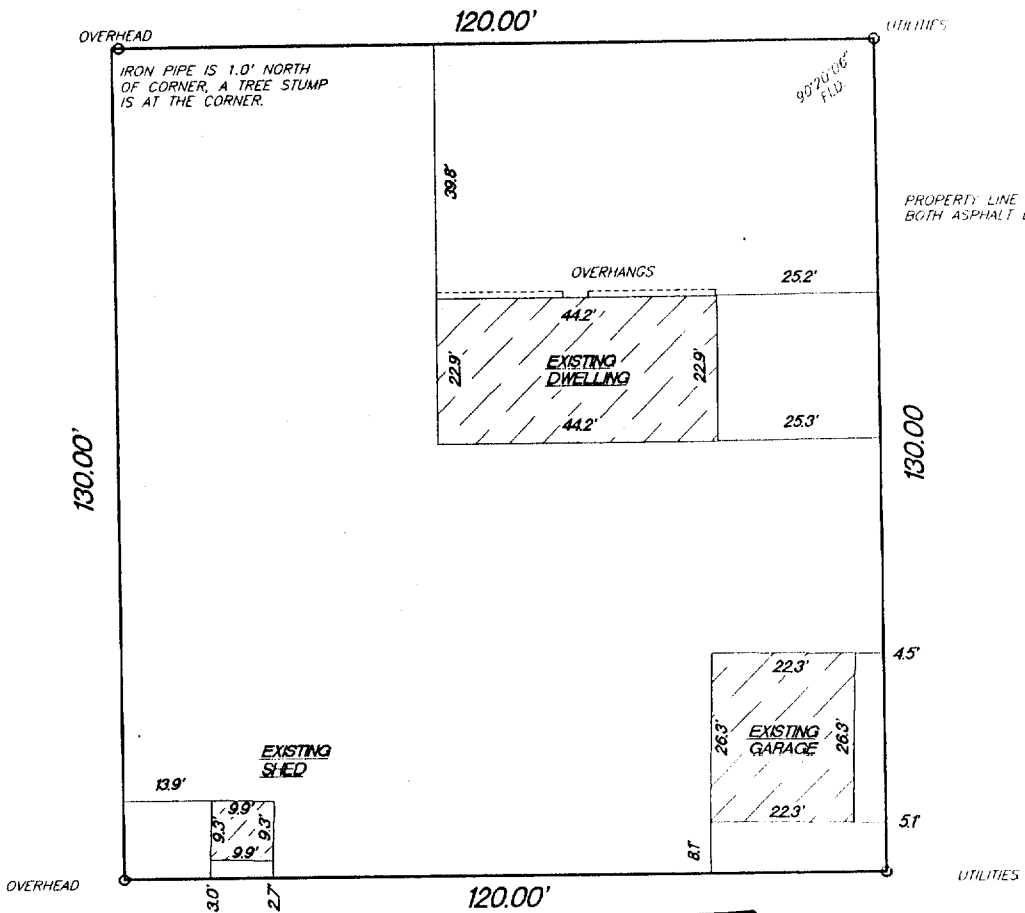 120.00'
OVERHEAD
UTILITIES
IRON PIPE IS 1.0' NORTH
OF CORNER, A TREE STUMP
IS AT THE CORNER.
90°20'06"
FLD.
39.8'
PROPERTY LINE
BOTH ASPHALT
OVERHANGS
25.2'
44.2'
22.9'
EXISTING
DWELLING
22.9'
44.2'
25.3'
130.00'
130.00
4.5'
22.3'
26.3'
EXISTING
GARAGE
26.3'
EXISTING
SHED
13.9'
9.9'
9.3'
9.3'
9.9'
22.3'
5.1'
8.1'
OVERHEAD
3.0'
2.7'
120.00'
UTILITIES